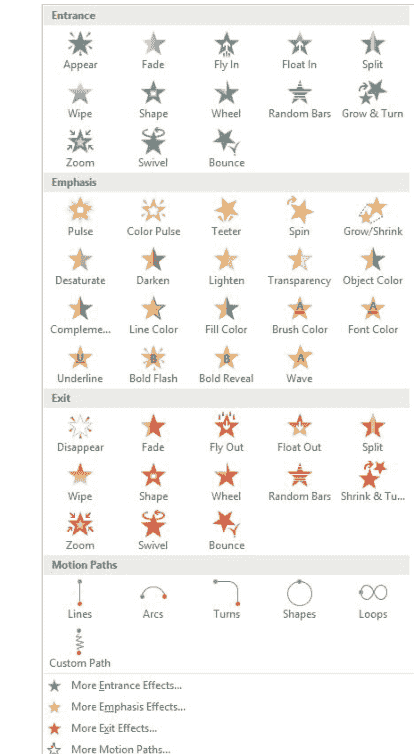 Entrance
Appear Fade Fly In Float In Split
Wipe Shape Wheel Random Bars Grow & Turn
Zoom Swivel Bounce
Emphasis
Pulse Color Pulse Teeter Spin Grow/Shrink
Desaturate Darken Lighten Transparency Object Color
Compleme... Line Color Fill Color Brush Color Font Color
Underline Bold Flash Bold Reveal Wave
Exit
Disappear Fade Fly Out Float Out Split
Wipe Shape Wheel Random Bars Shrink & Tu...
Zoom Swivel Bounce
Motion Paths
Lines Arcs Turns Shapes Loops
Custom Path
More Entrance Effects...
More Emphasis Effects...
More Exit Effects...
More Motion Paths...